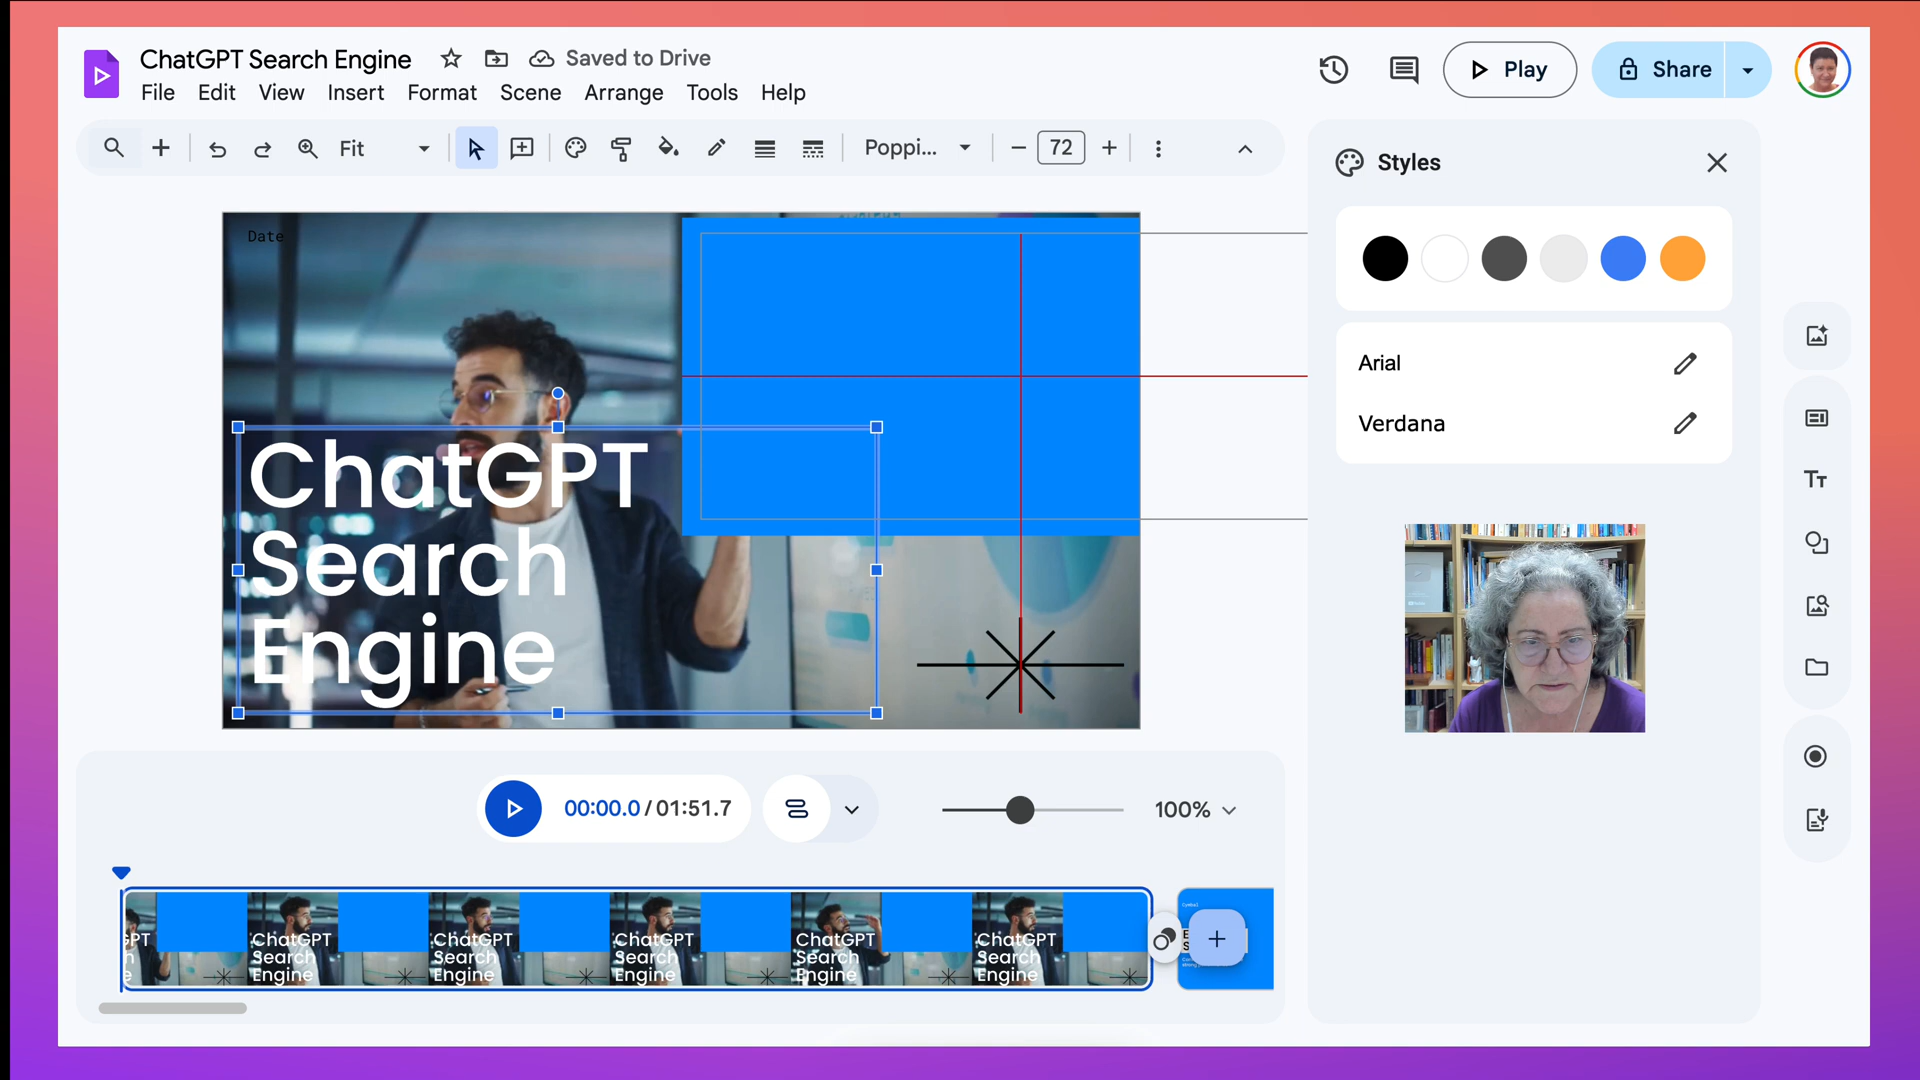 ChatGPT Search Engine
Saved to Drive
Play
Share
File Edit View Insert Format Scene Arrange Tools Help
Fit
Poppi...
72
Styles
Date
Arial
Verdana
ChatGPT
Search
Engine
00:00.0 / 01:51.7
100%
ChatGPT
Search
Engine
ChatGPT
Search
Engine
ChatGPT
Search
Engine
ChatGPT
Search
Engine
ChatGPT
Search
Engine